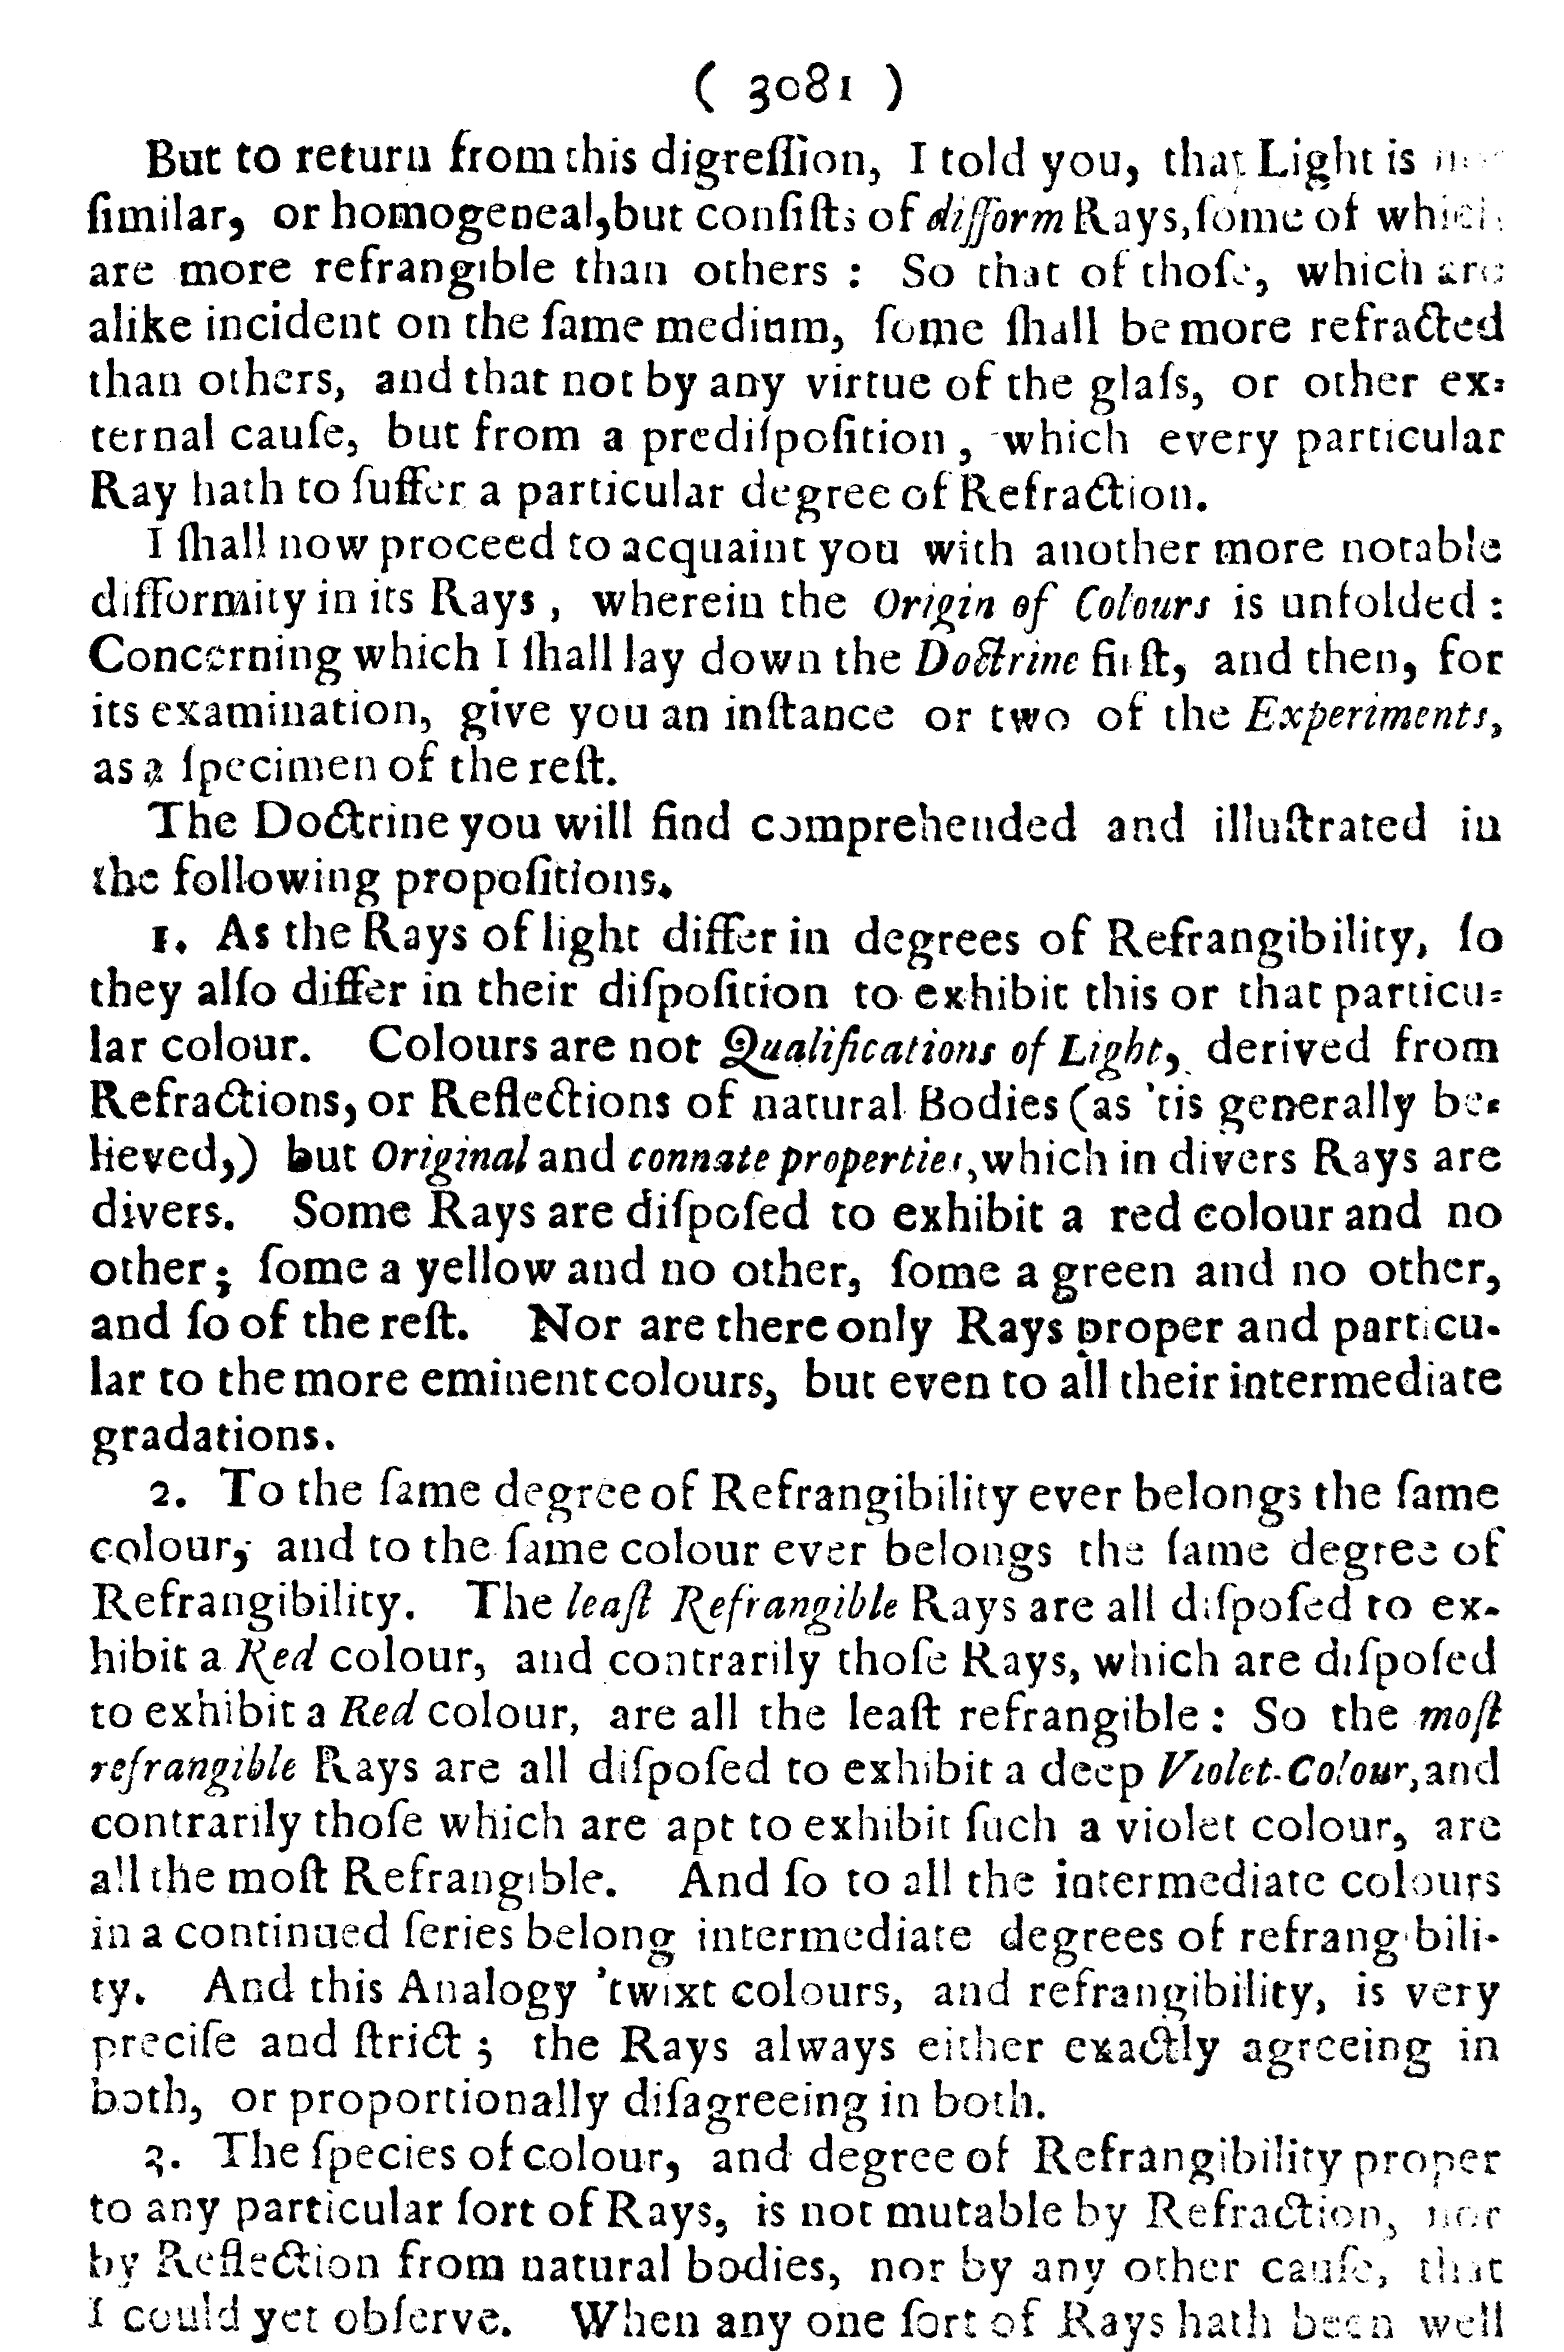 ( 3081 )
But to return from this digreſſion, I told you, that Light is
ſimilar, or homogeneal, but conſiſts of difform Rays, ſome of which
are more refrangible than others : So that of thoſe, which are
alike incident on the ſame medium, ſome ſhall be more refracted
than others, and that not by any virtue of the glaſs, or other ex-
ternal cauſe, but from a prediſpoſition, which every particular
Ray hath to ſuffer a particular degree of Refraction.
I ſhall now proceed to acquaint you with another more notable
difformity in its Rays, wherein the Origin of Colours is unfolded :
Concerning which I ſhall lay down the Doctrine firſt, and then, for
its examination, give you an inſtance or two of the Experiments,
as a ſpecimen of the reſt.
The Doctrine you will find comprehended and illuſtrated in
the following propoſitions.
1. As the Rays of light differ in degrees of Refrangibility, ſo
they alſo differ in their diſpoſition to exhibit this or that particu-
lar colour. Colours are not Qualifications of Light, derived from
Refractions, or Reflections of natural Bodies (as 'tis generally be-
lieved,) but Original and connate properties, which in divers Rays are
divers. Some Rays are diſpoſed to exhibit a red colour and no
other; ſome a yellow and no other, ſome a green and no other,
and ſo of the reſt. Nor are there only Rays proper and particu-
lar to the more eminent colours, but even to all their intermediate
gradations.
2. To the ſame degree of Refrangibility ever belongs the ſame
colour, and to the ſame colour ever belongs the ſame degree of
Refrangibility. The leaſt Refrangible Rays are all diſpoſed to ex-
hibit a Red colour, and contrarily thoſe Rays, which are diſpoſed
to exhibit a Red colour, are all the leaſt refrangible : So the moſt
refrangible Rays are all diſpoſed to exhibit a deep Violet-Colour, and
contrarily thoſe which are apt to exhibit ſuch a violet colour, are
all the moſt Refrangible. And ſo to all the intermediate colours
in a continued ſeries belong intermediate degrees of refrangibili-
ty. And this Analogy 'twixt colours, and refrangibility, is very
preciſe and ſtrict ; the Rays always either exactly agreeing in
both, or proportionally diſagreeing in both.
3. The ſpecies of colour, and degree of Refrangibility proper
to any particular ſort of Rays, is not mutable by Refraction, nor
by Reflection from natural bodies, nor by any other cauſe, that
I could yet obſerve. When any one ſort of Rays hath been well